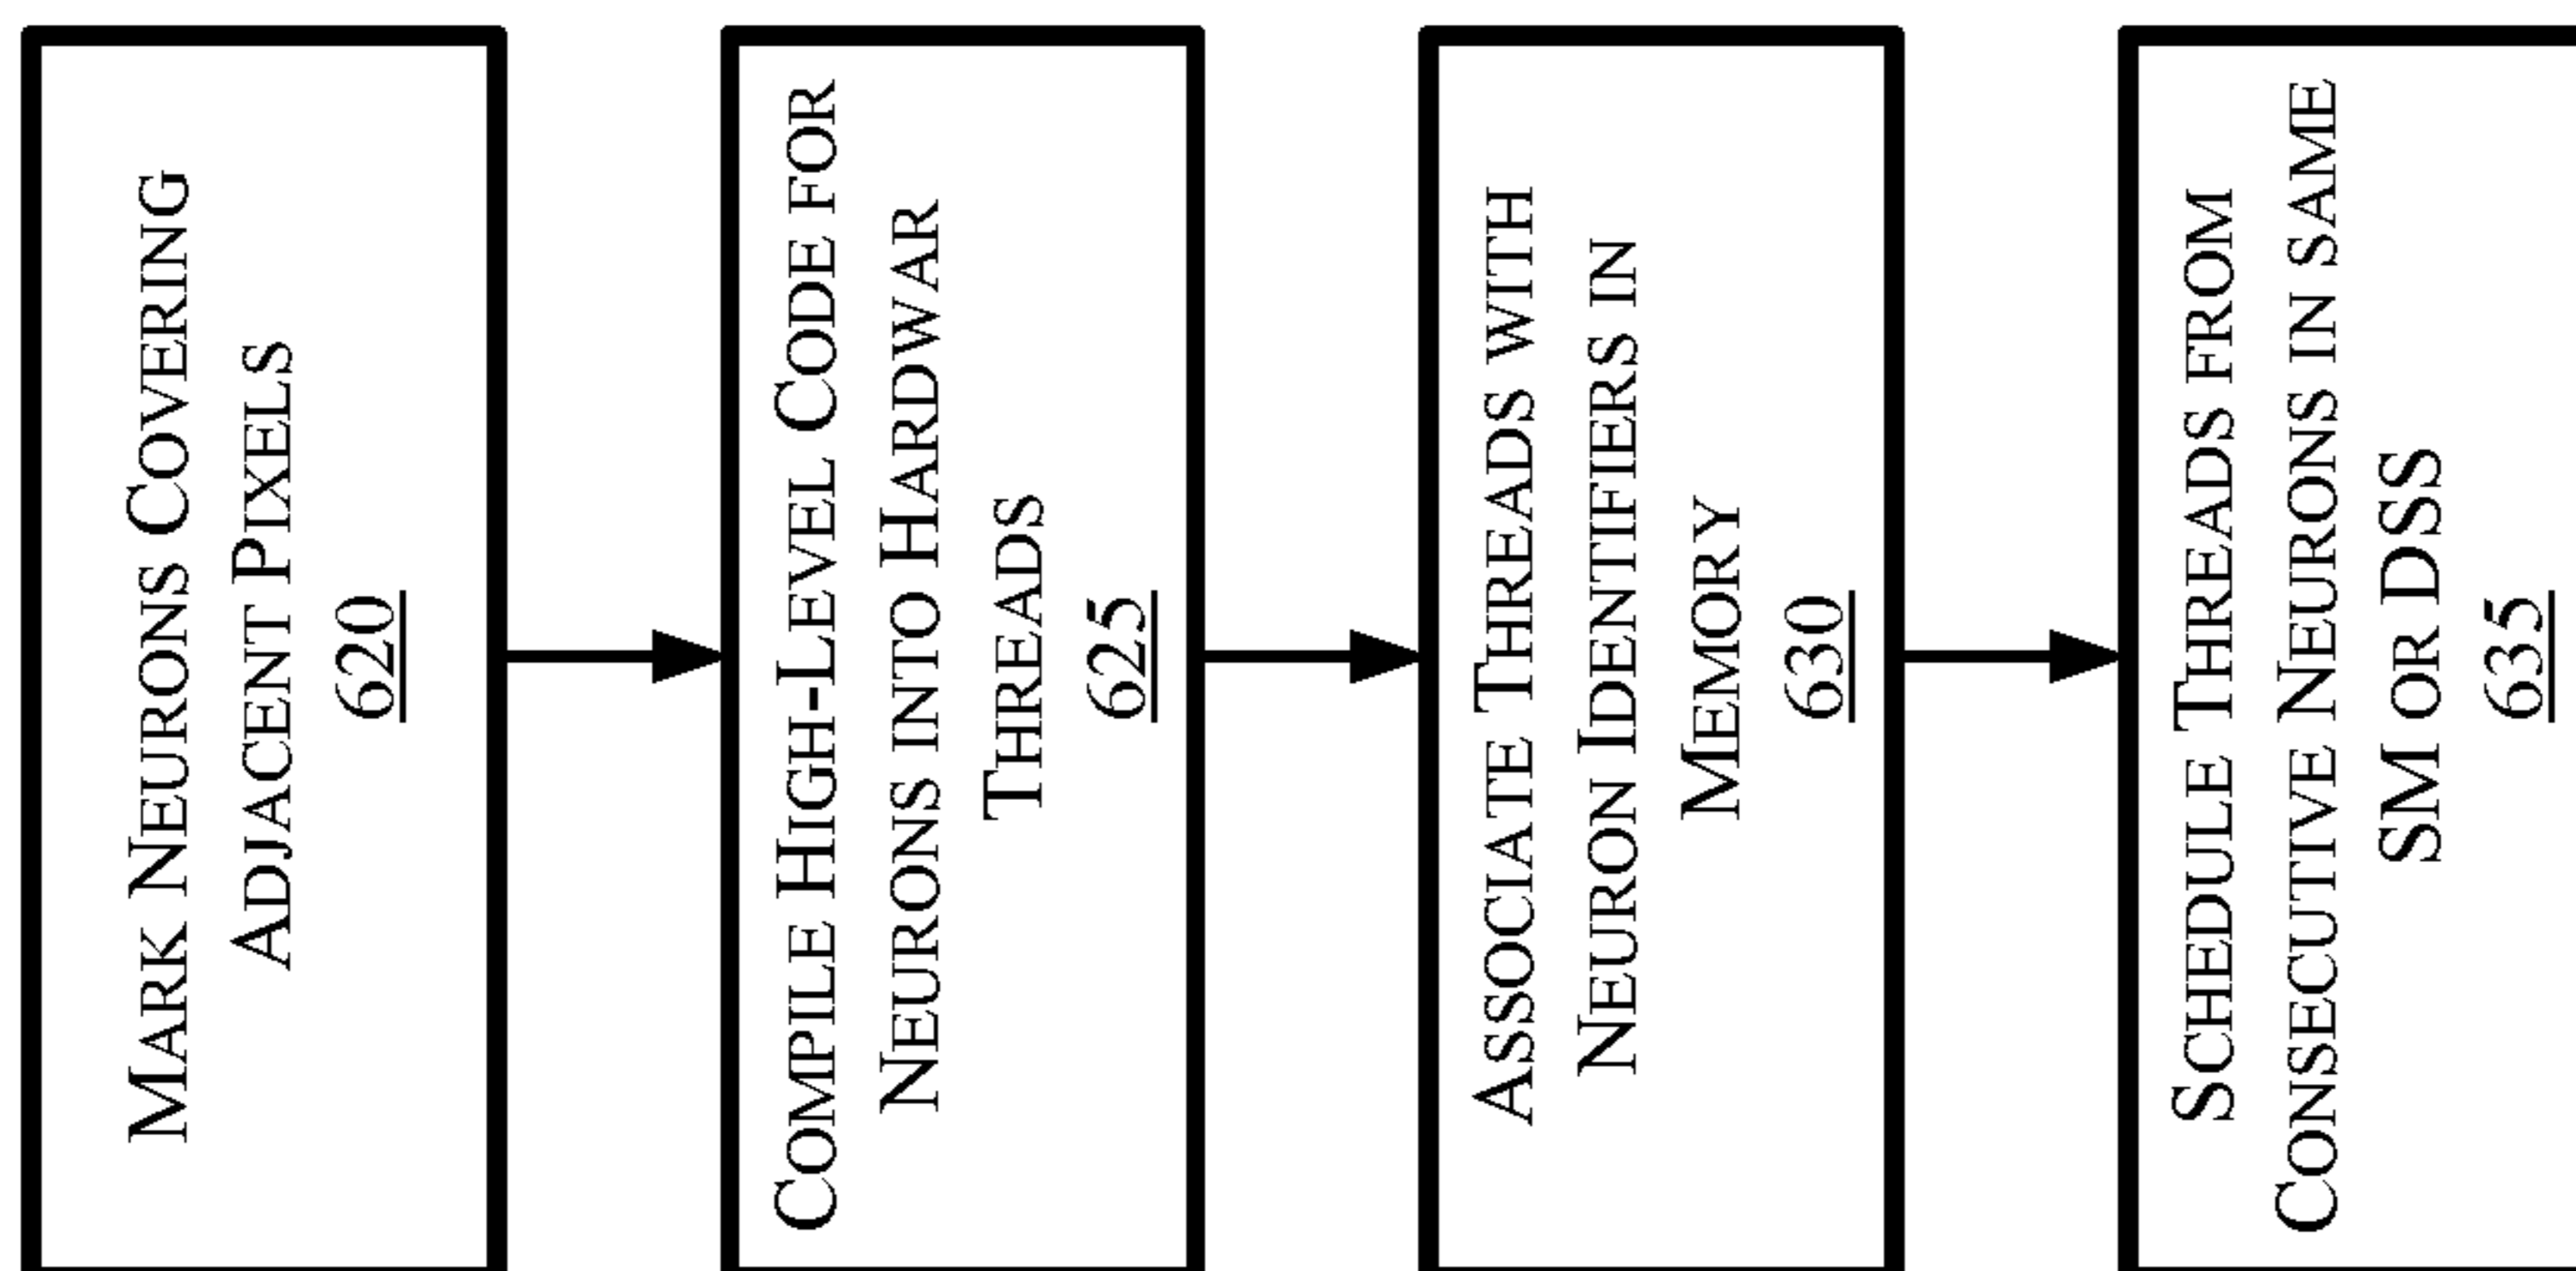 MARK NEURONS COVERING
ADJACENT PIXELS
620
COMPILE HIGH-LEVEL CODE FOR
NEURONS INTO HARDWAR
THREADS
625
ASSOCIATE THREADS WITH
NEURON IDENTIFIERS IN
MEMORY
630
SCHEDULE THREADS FROM
CONSECUTIVE NEURONS IN SAME
SM OR DSS
635